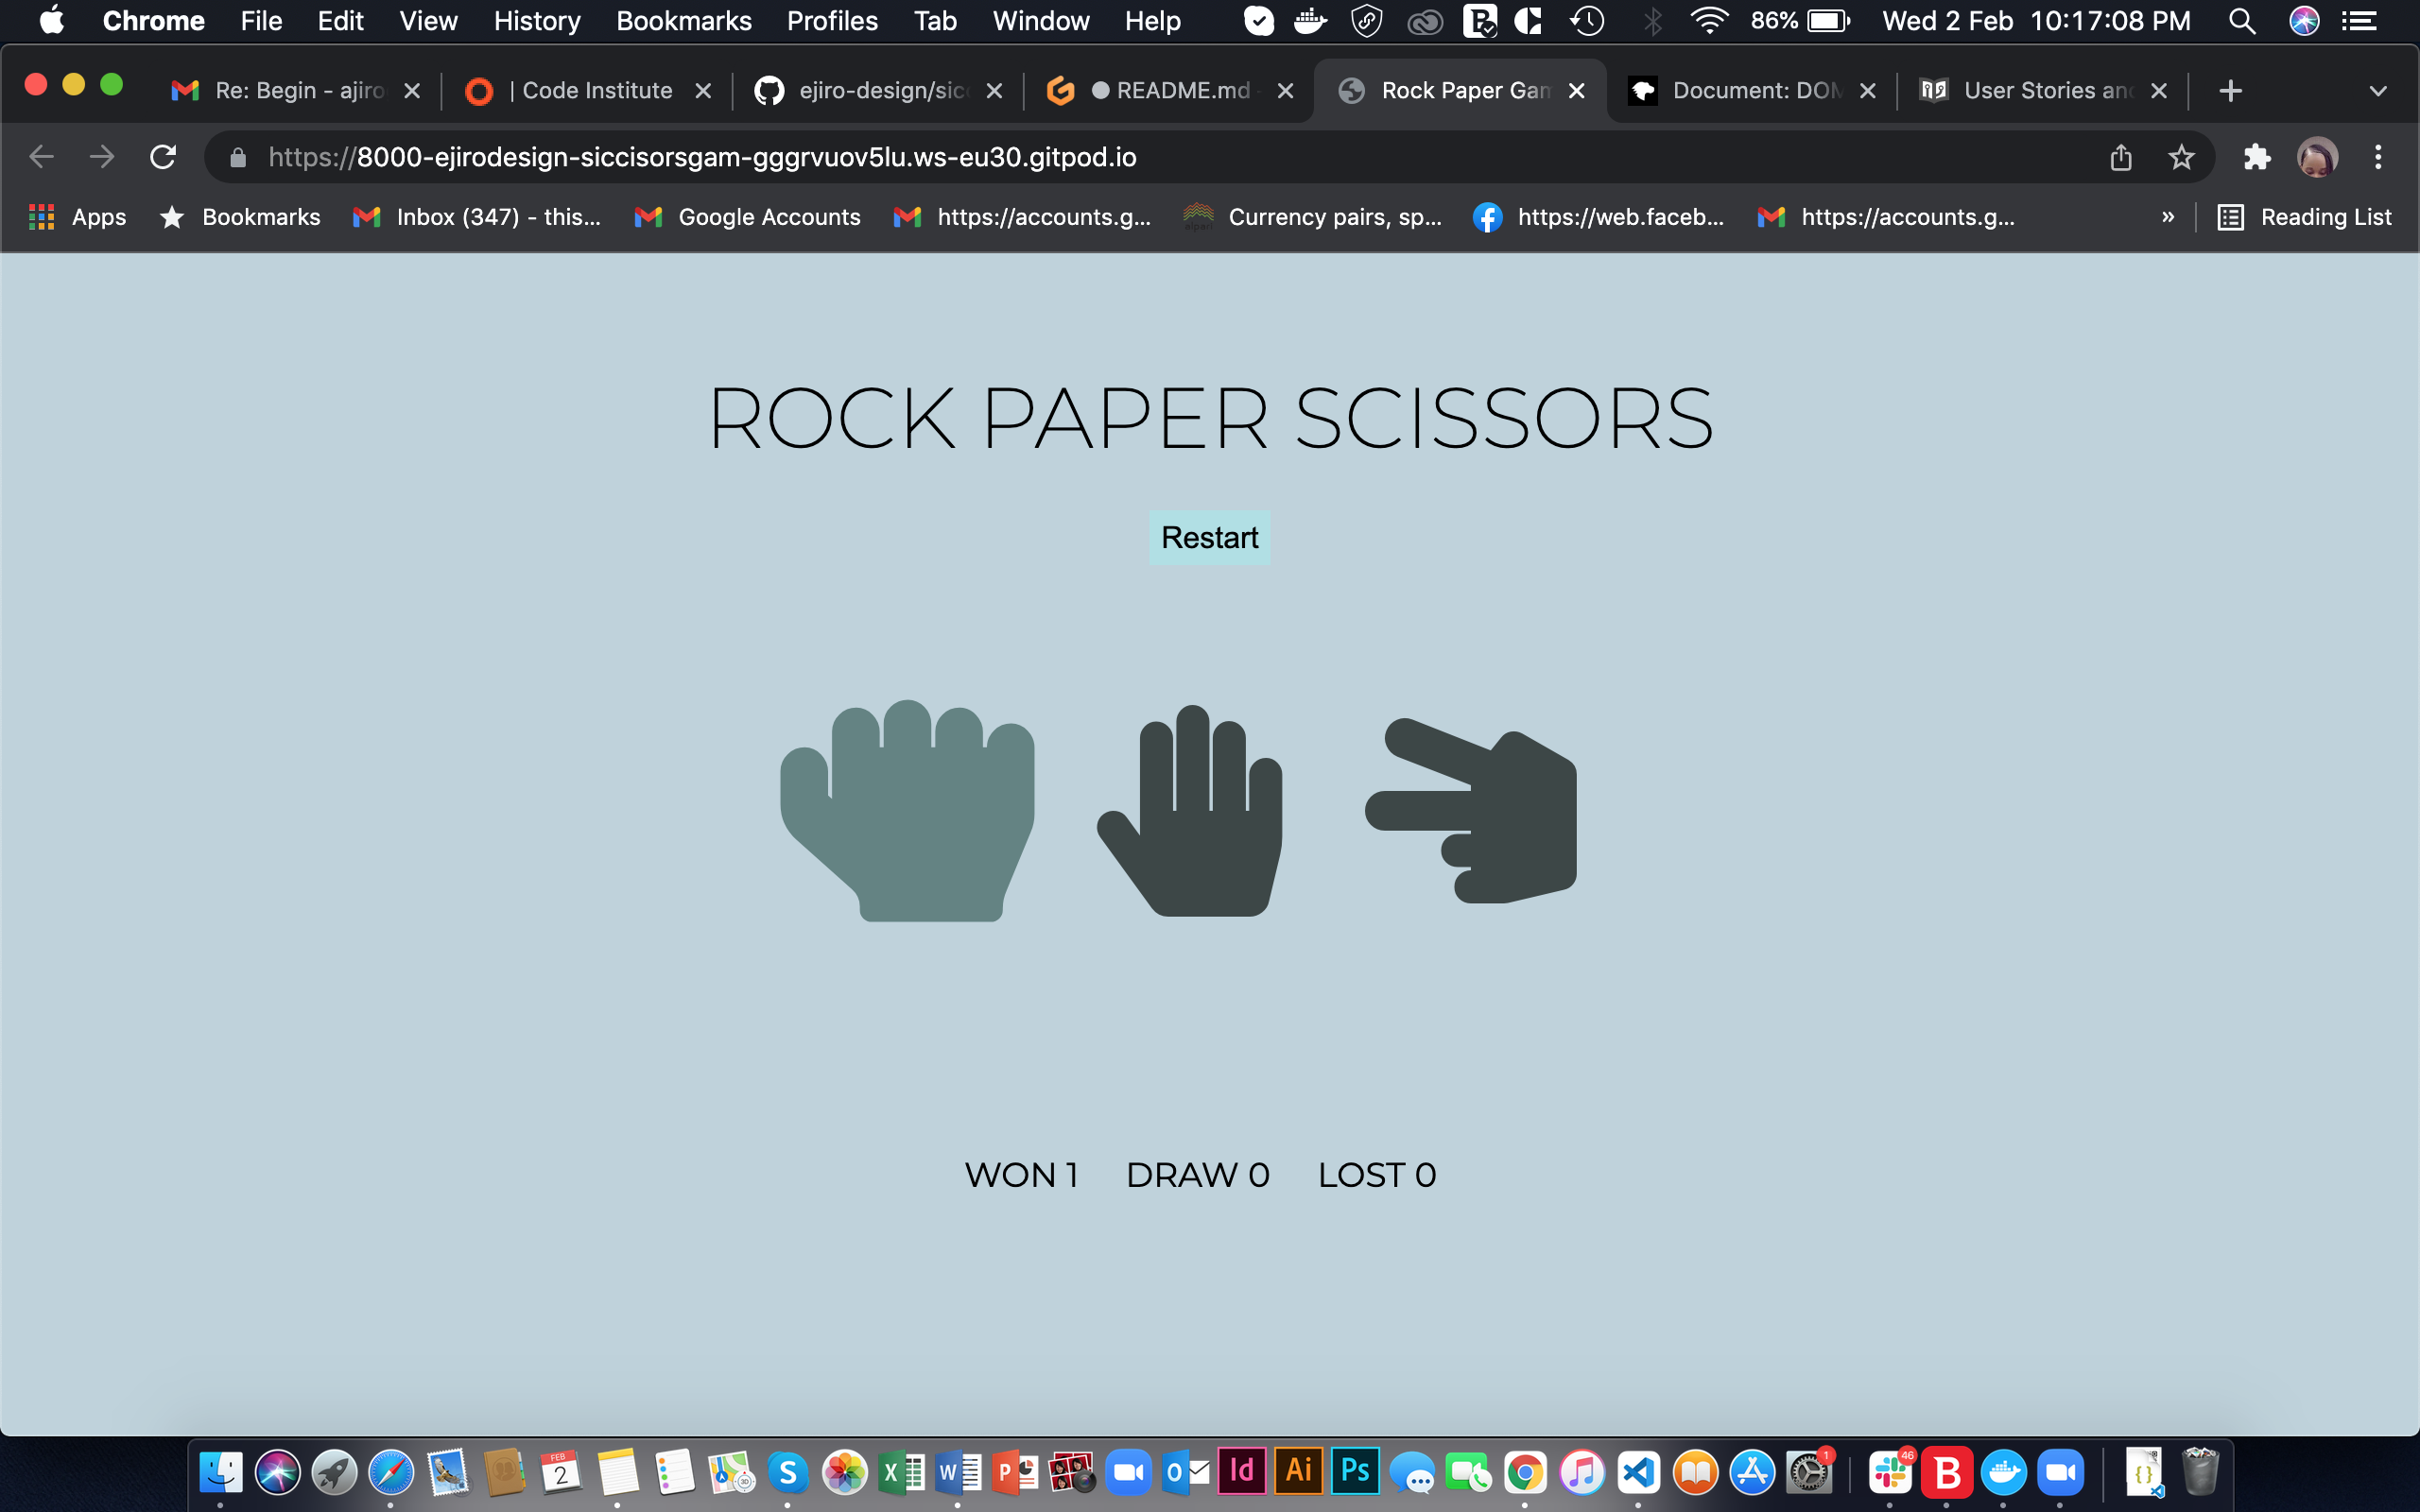 Chrome File Edit View History Bookmarks Profiles Tab Window Help 86% Wed 2 Feb 10:17:08 PM
Re: Begin - ajiro | Code Institute ejiro-design/sicc README.md - Rock Paper Gam Document: DOM User Stories and
https://8000-ejirodesign-siccisorsgam-gggrvuov5lu.ws-eu30.gitpod.io
Apps Bookmarks Inbox (347) - this... Google Accounts https://accounts.g... alpari Currency pairs, sp... https://web.faceb... https://accounts.g... » Reading List
ROCK PAPER SCISSORS
Restart
WON 1 DRAW 0 LOST 0
FEB 2 S X W P O Id Ai Ps 1 46 B